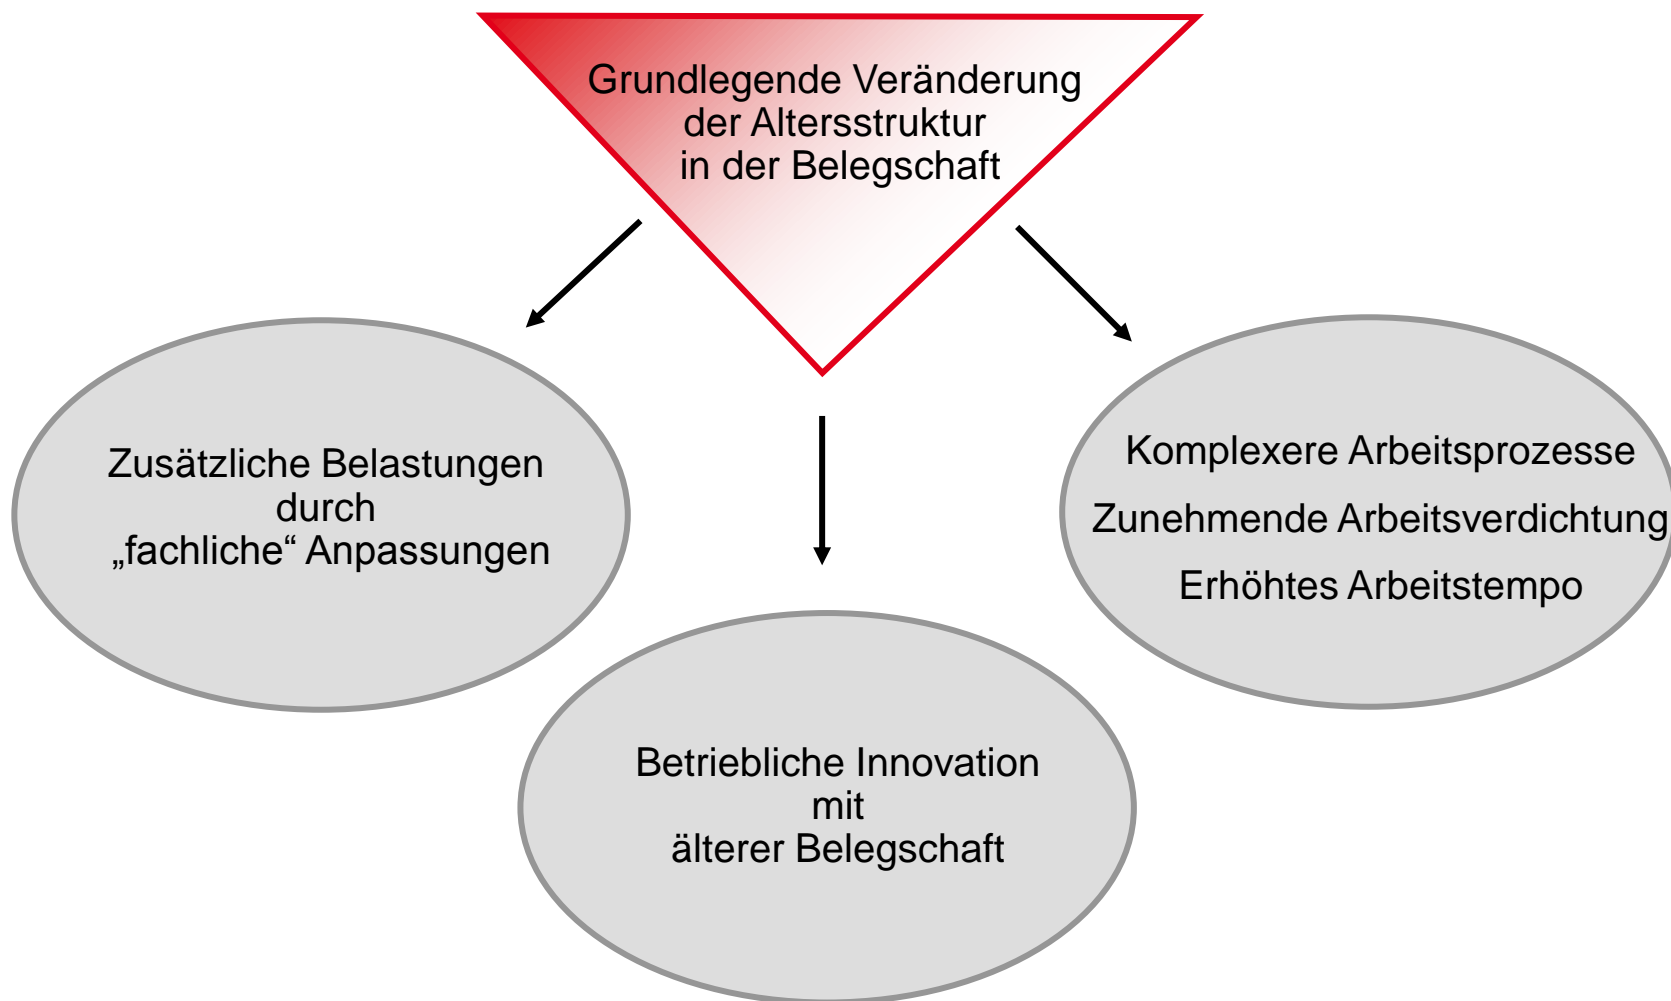 Grundlegende Veränderung
der Altersstruktur
in der Belegschaft
Zusätzliche Belastungen
durch
„fachliche“ Anpassungen
Betriebliche Innovation
mit
älterer Belegschaft
Komplexere Arbeitsprozesse
Zunehmende Arbeitsverdichtung
Erhöhtes Arbeitstempo